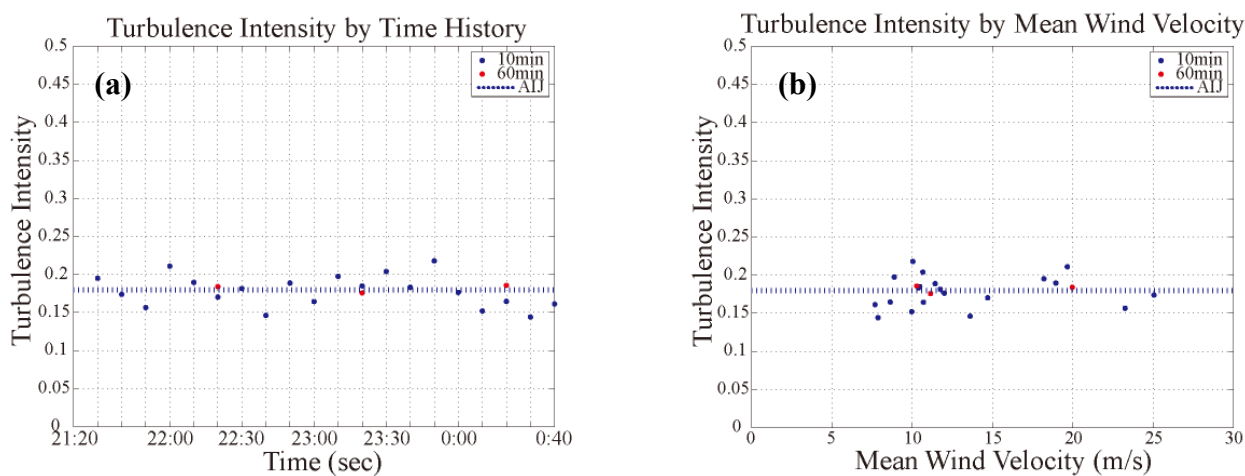 Turbulence Intensity by Time History
(a)
10min
60min
AIJ
0.5
0.45
0.4
0.35
0.3
0.25
0.2
0.15
0.1
0.05
0
Turbulence Intensity
21:20 22:00 22:30 23:00 23:30 0:00 0:40
Time (sec)
Turbulence Intensity by Mean Wind Velocity
(b)
10min
60min
AIJ
0.5
0.45
0.4
0.35
0.3
0.25
0.2
0.15
0.1
0.05
0
Turbulence Intensity
0 5 10 15 20 25 30
Mean Wind Velocity (m/s)